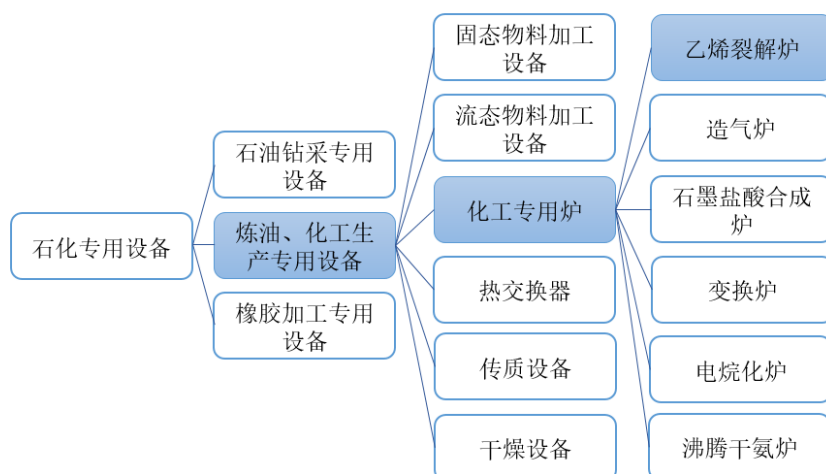 石化专用设备
石油钻采专用
设备
炼油、化工生
产专用设备
橡胶加工专用
设备
固态物料加工
设备
流态物料加工
设备
化工专用炉
热交换器
传质设备
干燥设备
乙烯裂解炉
造气炉
石墨盐酸合成
炉
变换炉
电烷化炉
沸腾干氨炉